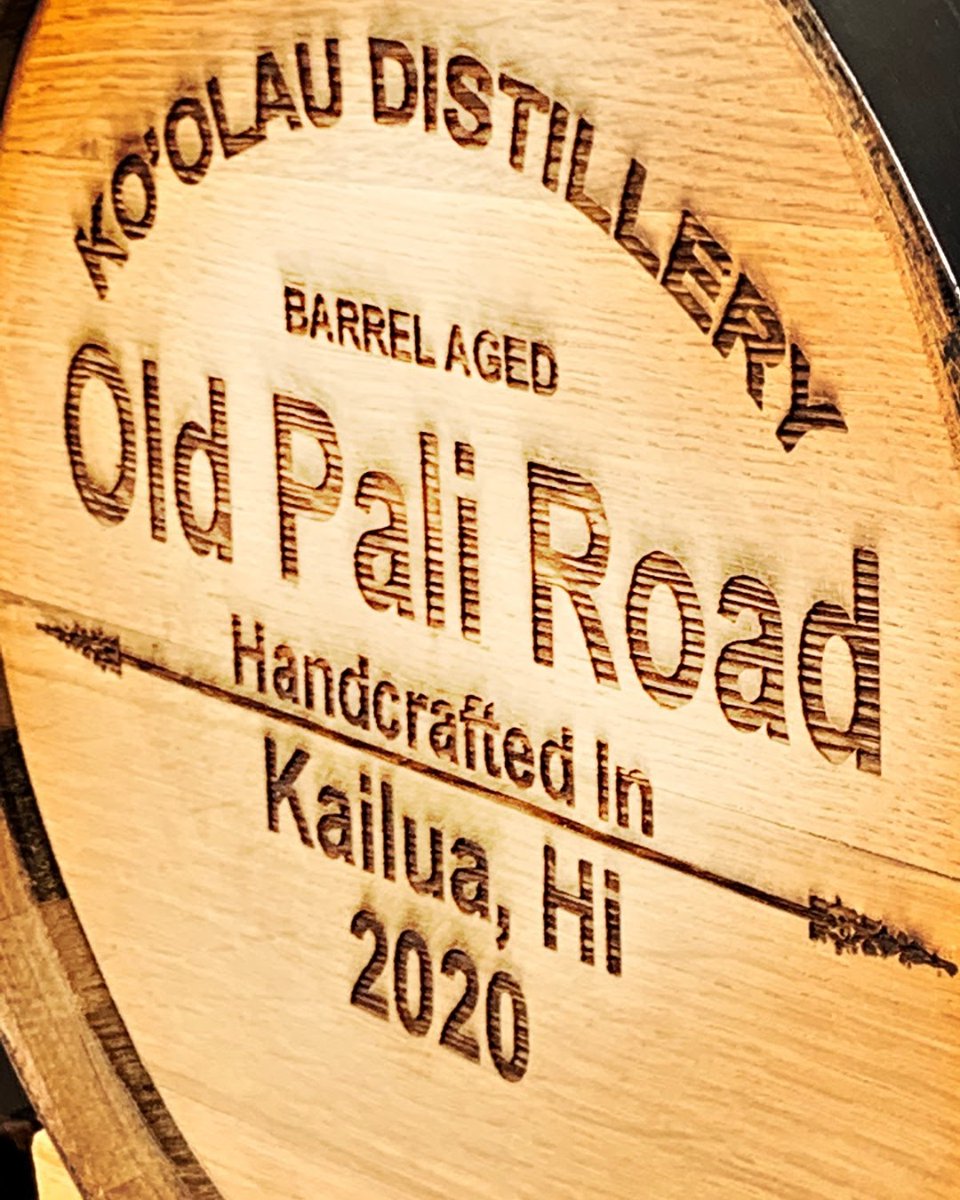 KO'OLAU DISTILLERY
BARREL AGED
Old Pali Road
Handcrafted In
Kailua, Hi
2020